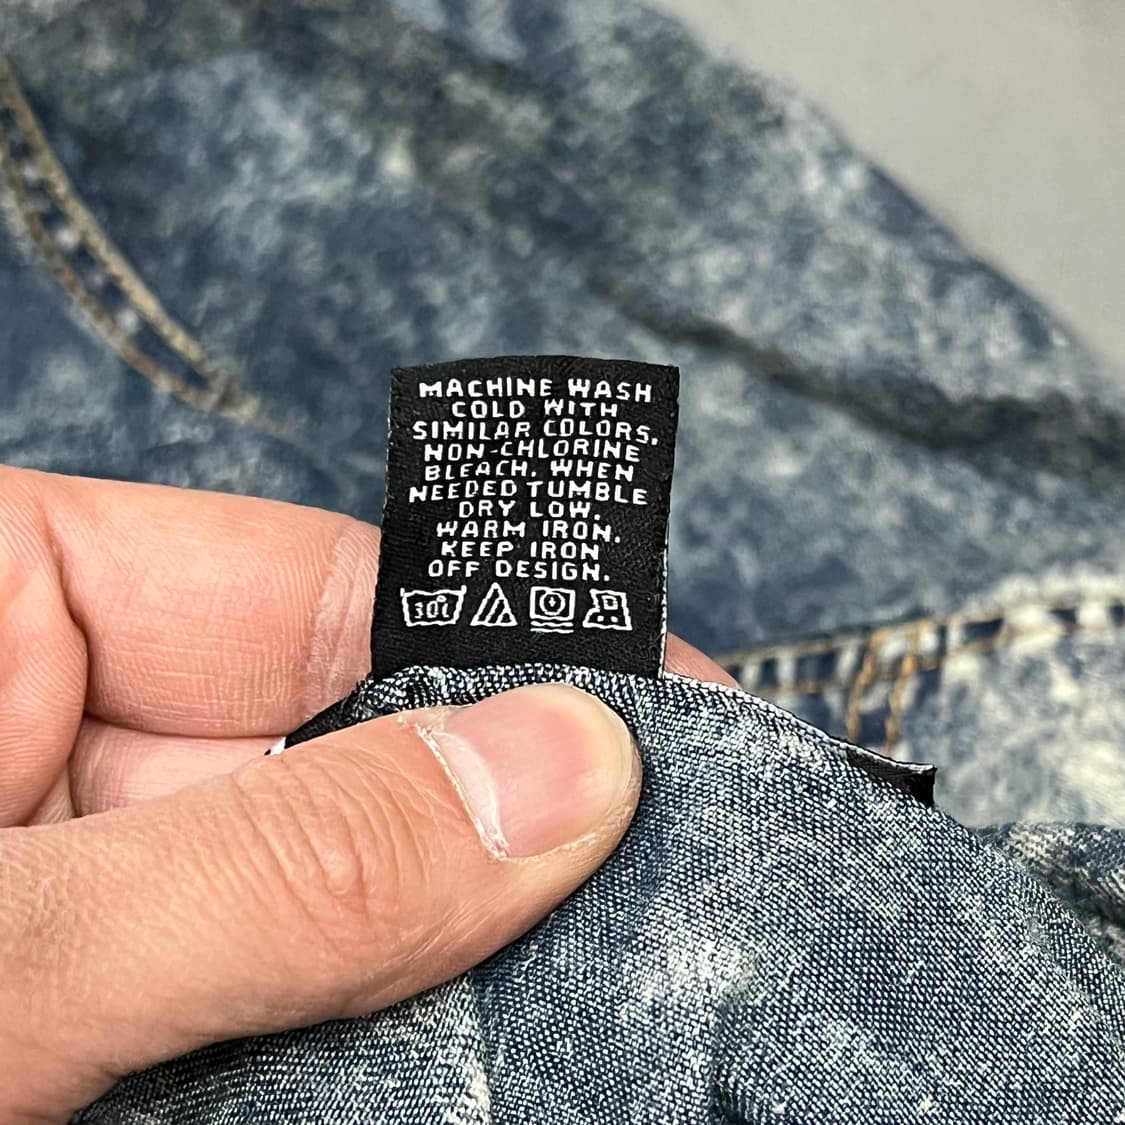 MACHINE WASH
COLD WITH
SIMILAR COLORS.
NON-CHLORINE
BLEACH. WHEN
NEEDED TUMBLE
DRY LOW.
WARM IRON.
KEEP IRON
OFF DESIGN.
30C